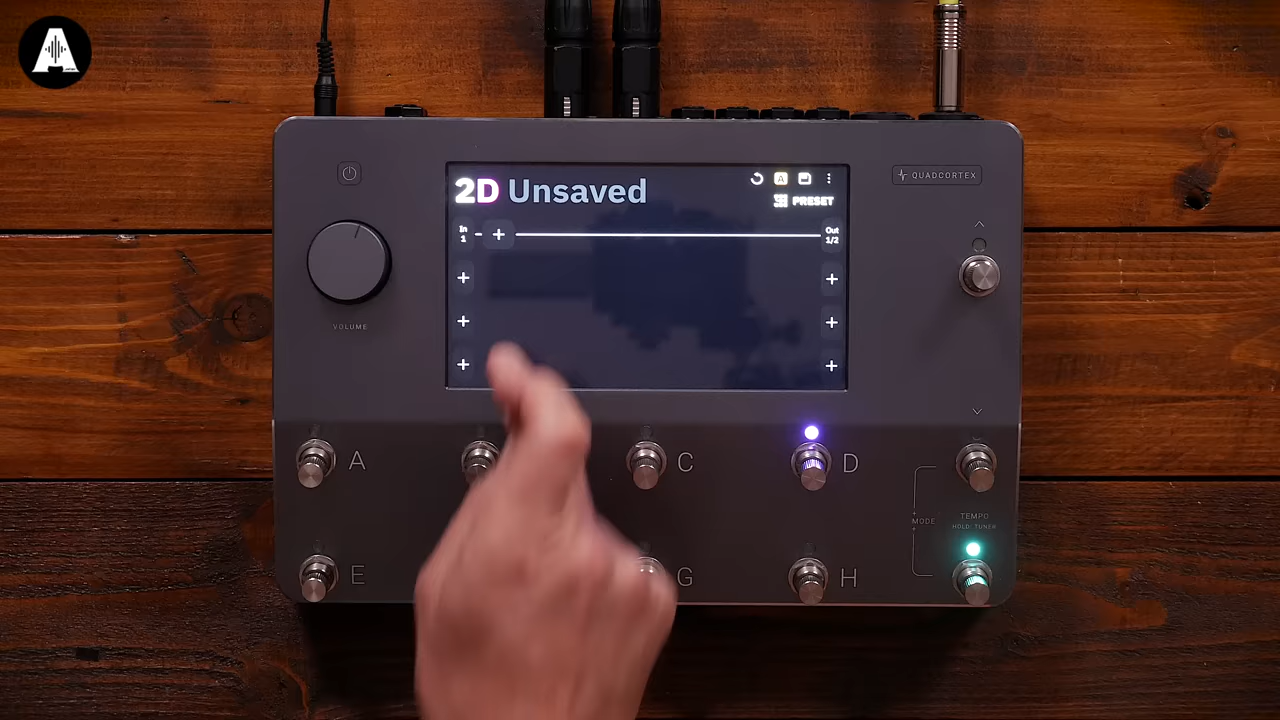 A
QUADCORTEX
2D Unsaved
A
PRESET
In
1
Out
1/2
VOLUME
A
C
D
MODE
TEMPO
HOLD: TUNER
E
G
H